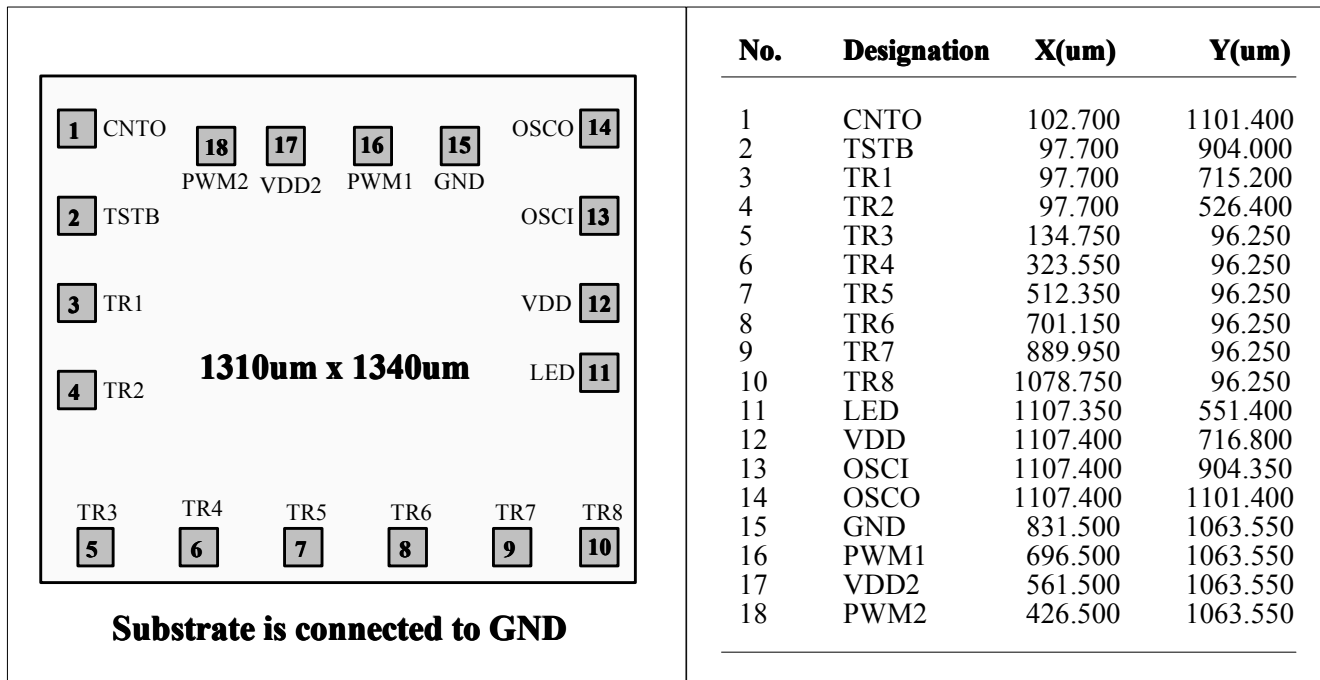 1 CNTO
OSCO 14
18 17 16 15
PWM2 VDD2 PWM1 GND
2 TSTB
OSCI 13
3 TR1
VDD 12
1310um x 1340um
LED 11
4 TR2
TR3 TR4 TR5 TR6 TR7 TR8
5 6 7 8 9 10
Substrate is connected to GND
No. Designation X(um) Y(um)
1 CNTO 102.700 1101.400
2 TSTB 97.700 904.000
3 TR1 97.700 715.200
4 TR2 97.700 526.400
5 TR3 134.750 96.250
6 TR4 323.550 96.250
7 TR5 512.350 96.250
8 TR6 701.150 96.250
9 TR7 889.950 96.250
10 TR8 1078.750 96.250
11 LED 1107.350 551.400
12 VDD 1107.400 716.800
13 OSCI 1107.400 904.350
14 OSCO 1107.400 1101.400
15 GND 831.500 1063.550
16 PWM1 696.500 1063.550
17 VDD2 561.500 1063.550
18 PWM2 426.500 1063.550